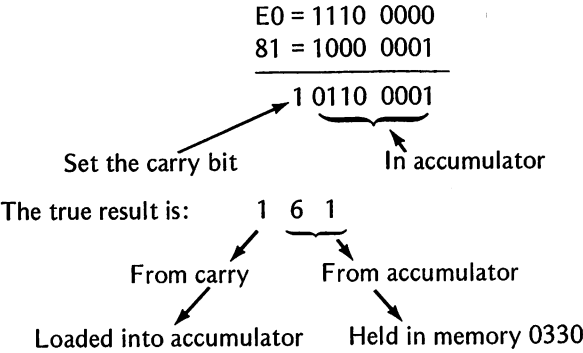 E0 = 1110 0000
81 = 1000 0001
1 0110 0001
Set the carry bit In accumulator
The true result is: 1 6 1
From carry From accumulator
Loaded into accumulator Held in memory 0330